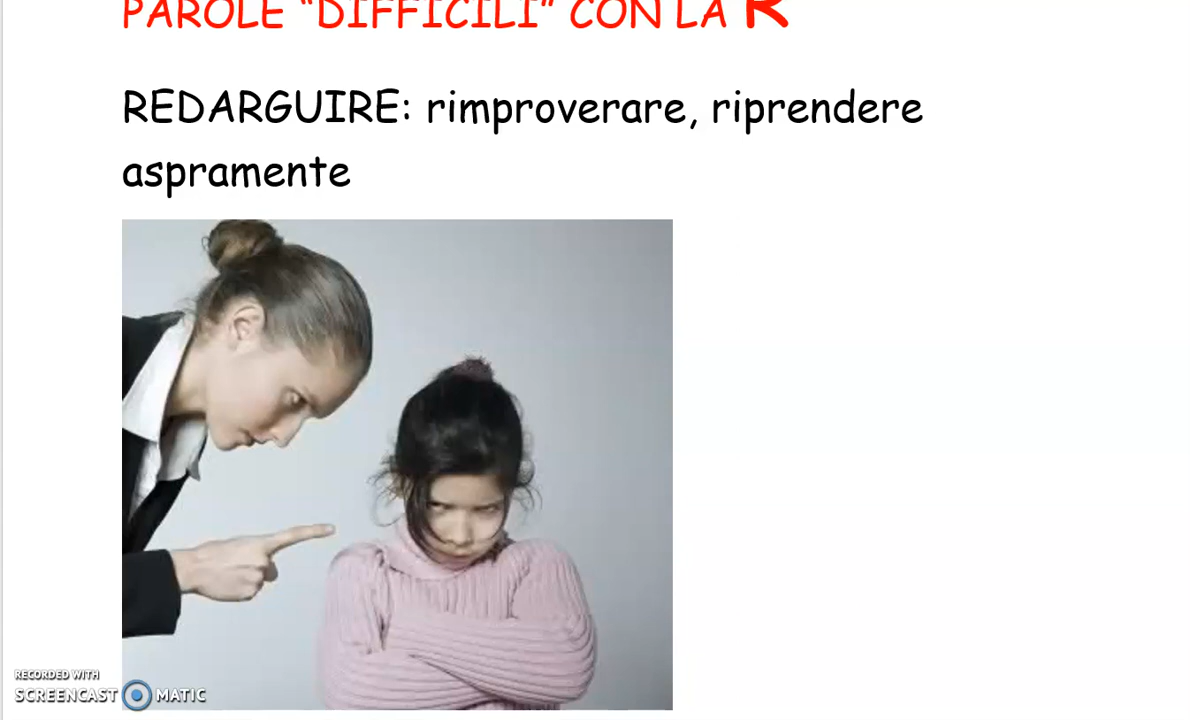 PAROLE “DIFFICILI” CON LA R
REDARGUIRE: rimproverare, riprendere
aspramente
RECORDED WITH
SCREENCAST MATIC